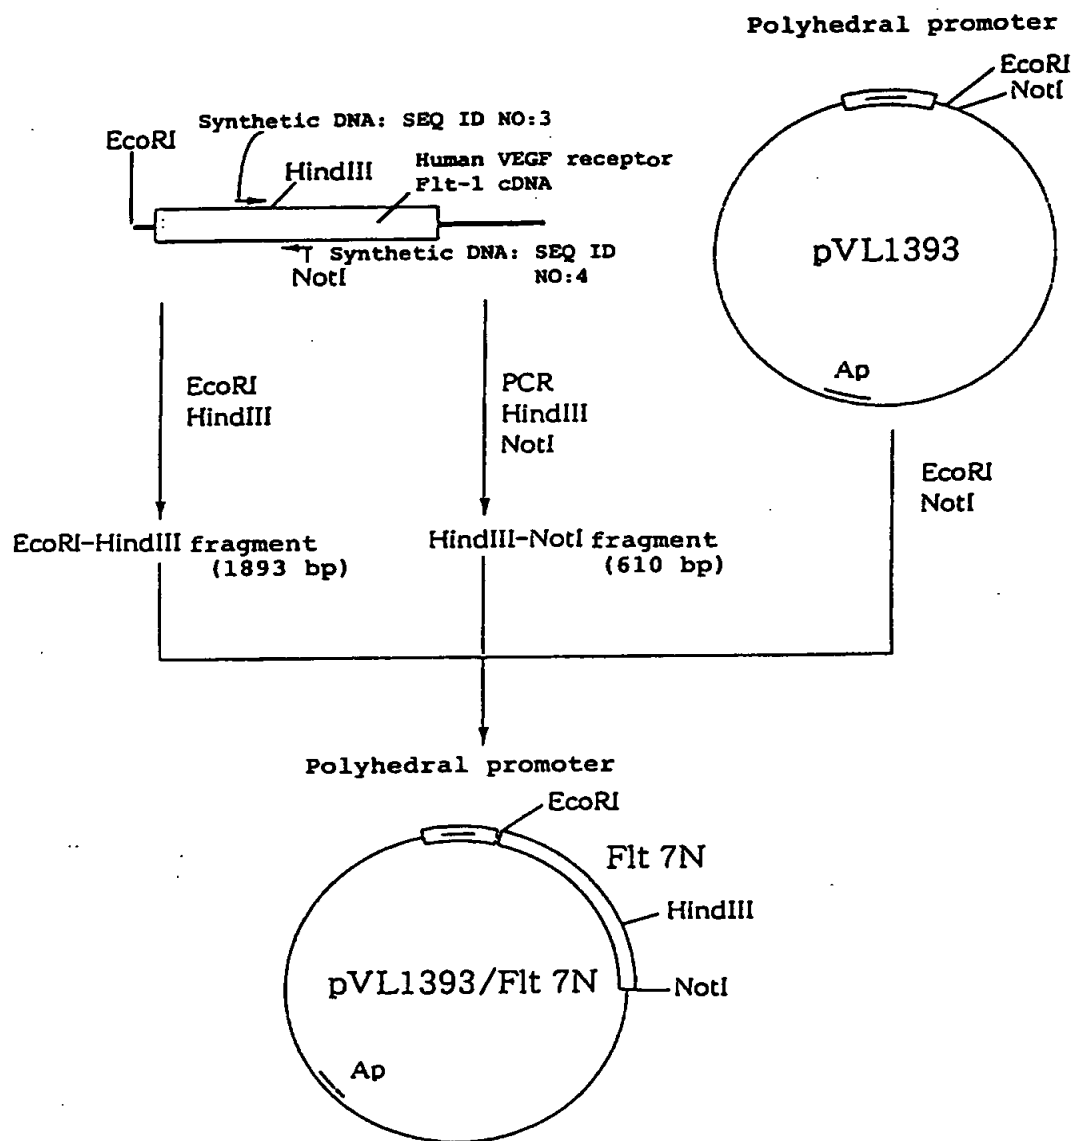 Polyhedral promoter
EcoRI
NotI
Synthetic DNA: SEQ ID NO:3
EcoRI
HindIII
Human VEGF receptor
Flt-1 cDNA
pVL1393
Synthetic DNA: SEQ ID
NO:4
NotI
Ap
EcoRI
HindIII
PCR
HindIII
NotI
EcoRI
NotI
EcoRI-HindIII fragment
(1893 bp)
HindIII-NotI fragment
(610 bp)
Polyhedral promoter
EcoRI
Flt 7N
HindIII
pVL1393/Flt 7N
NotI
Ap